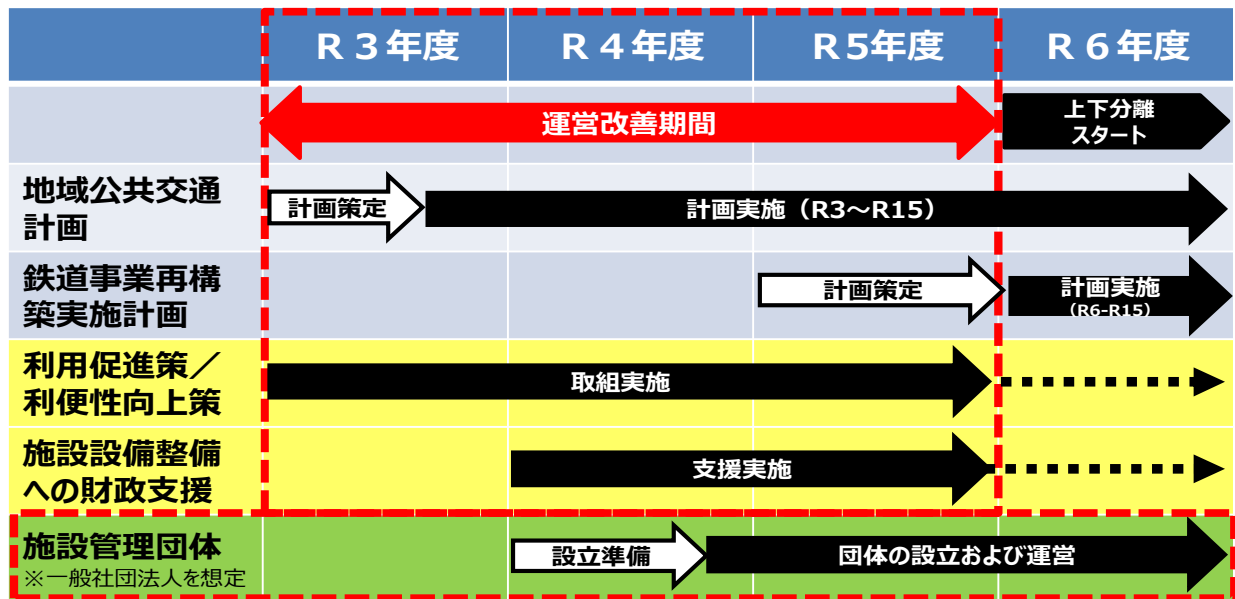 R3年度 R4年度 R5年度 R6年度
運営改善期間
上下分離
スタート
地域公共交通
計画
計画策定
計画実施（R3～R15）
鉄道事業再構
築実施計画
計画策定
計画実施
（R6-R15）
利用促進策／
利便性向上策
取組実施
施設設備整備
への財政支援
支援実施
施設管理団体
※一般社団法人を想定
設立準備
団体の設立および運営